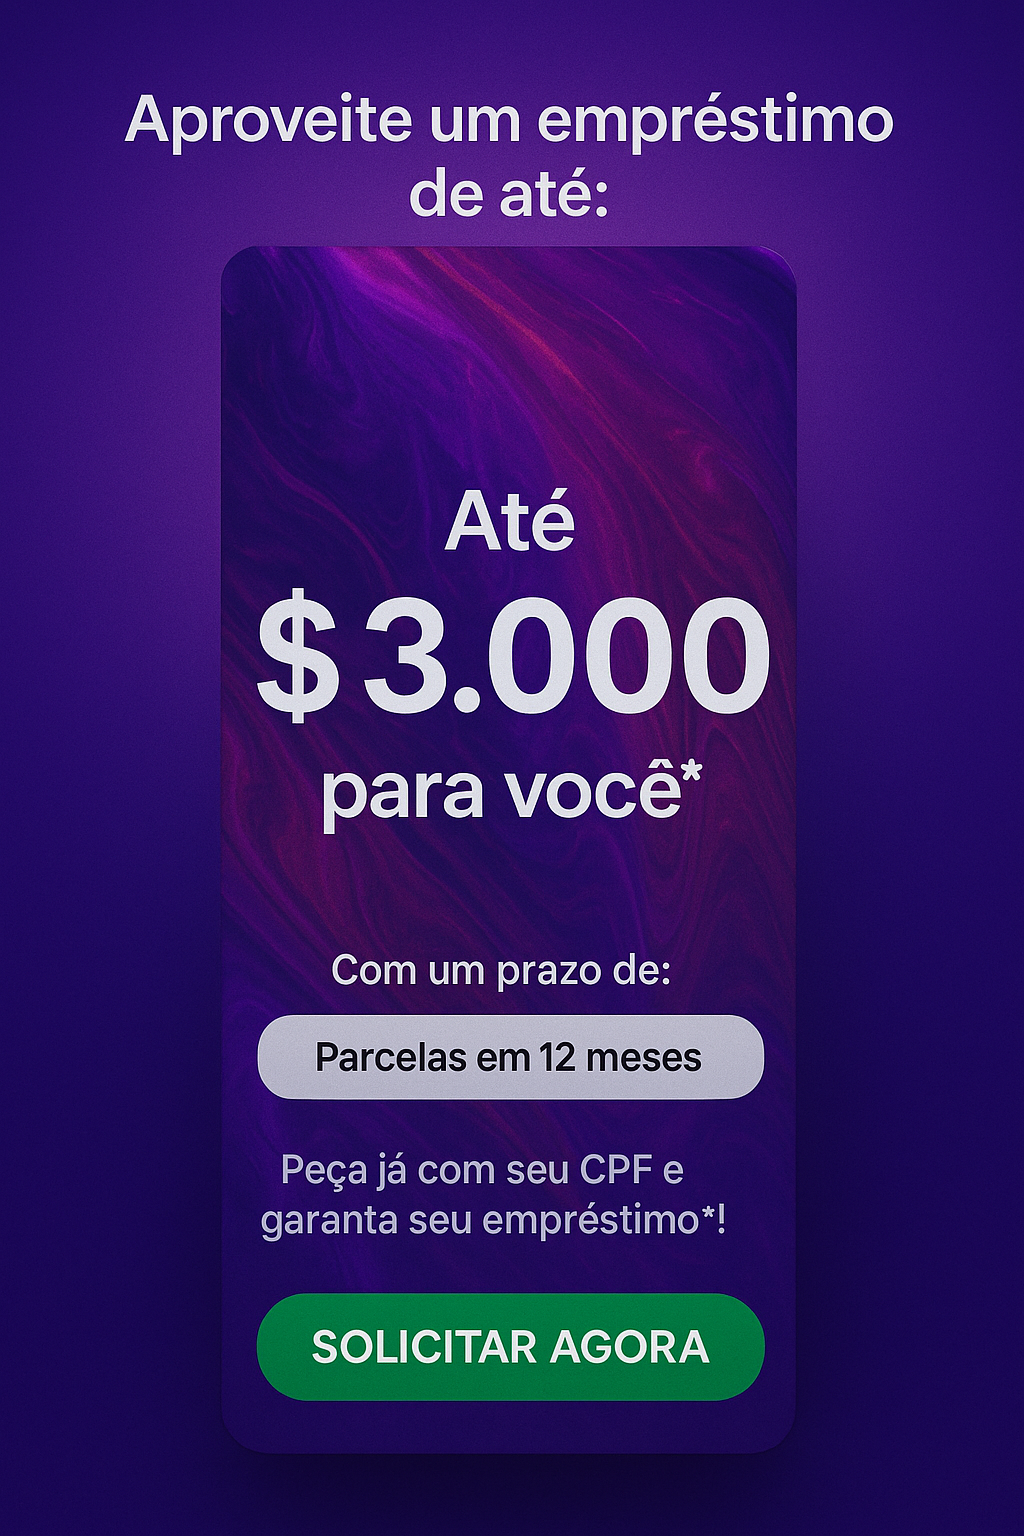 Aproveite um empréstimo
de até:
Até
$ 3.000
para você*
Com um prazo de:
Parcelas em 12 meses
Peça já com seu CPF e
garanta seu empréstimo*!
SOLICITAR AGORA